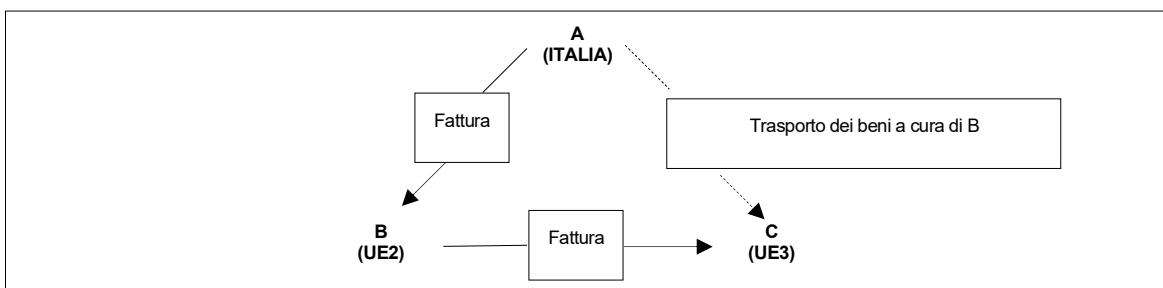 A
(ITALIA)
Fattura
Trasporto dei beni a cura di B
B
(UE2)
Fattura
C
(UE3)